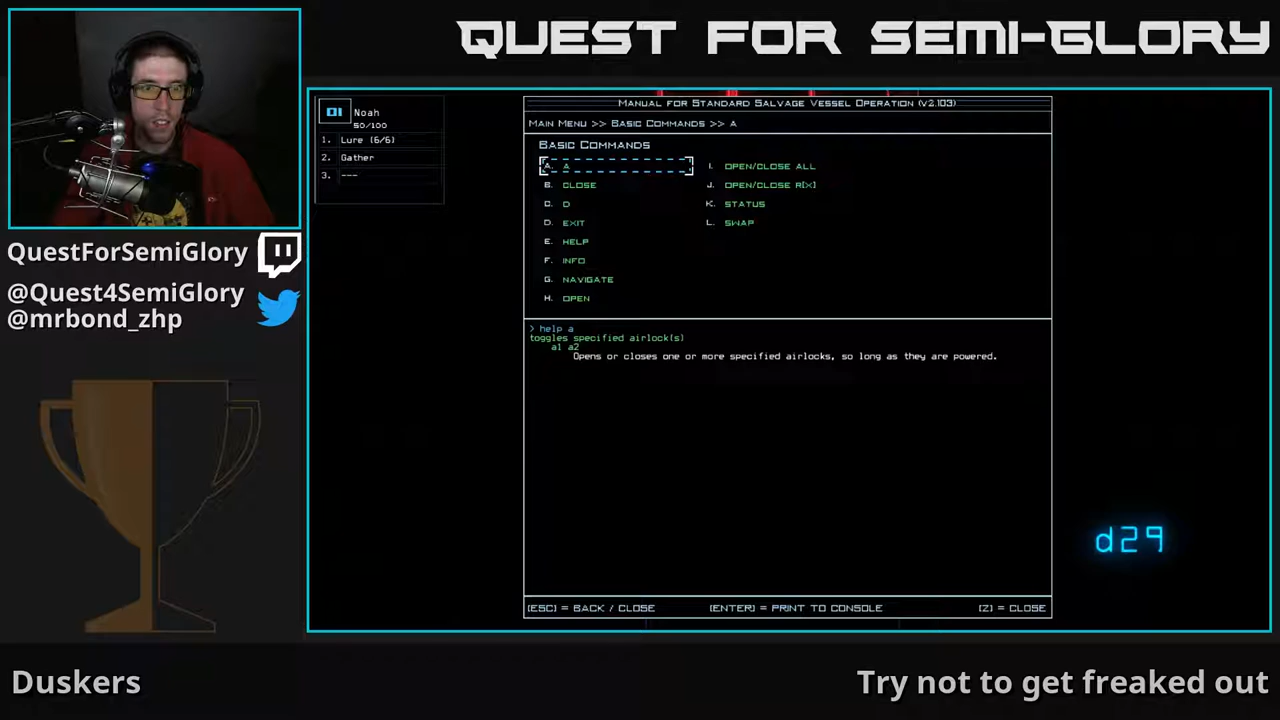 QUEST FOR SEMI-GLORY
01 Noah
50/100
1. Lure (6/6)
2. Gather
3. ---
Manual for Standard Salvage Vessel Operation (v2.103)
Main Menu >> Basic Commands >> A
Basic Commands
A. A
B. CLOSE
C. D
D. EXIT
E. HELP
F. INFO
G. NAVIGATE
H. OPEN
I. OPEN/CLOSE ALL
J. OPEN/CLOSE R[X]
K. STATUS
L. SWAP
> help a
toggles specified airlock(s)
a1 a2
Opens or closes one or more specified airlocks, so long as they are powered.
[ESC] = BACK / CLOSE
[ENTER] = PRINT TO CONSOLE
[Z] = CLOSE
QuestForSemiGlory
@Quest4SemiGlory
@mrbond_zhp
d29
Duskers
Try not to get freaked out